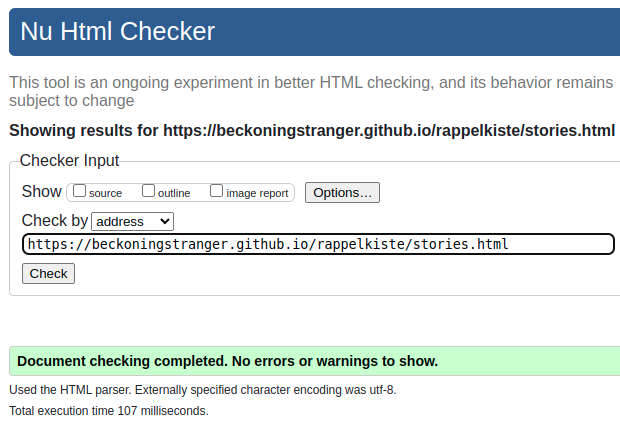 Nu Html Checker
This tool is an ongoing experiment in better HTML checking, and its behavior remains
subject to change
Showing results for https://beckoningstranger.github.io/rappelkiste/stories.html
Checker Input
Show source outline image report Options...
Check by address
https://beckoningstranger.github.io/rappelkiste/stories.html
Check
Document checking completed. No errors or warnings to show.
Used the HTML parser. Externally specified character encoding was utf-8.
Total execution time 107 milliseconds.